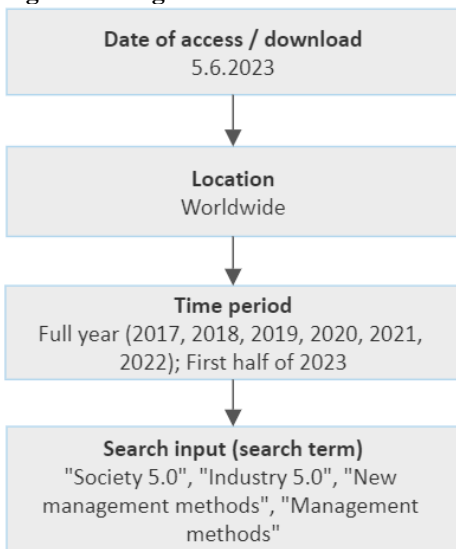 Date of access / download
5.6.2023
Location
Worldwide
Time period
Full year (2017, 2018, 2019, 2020, 2021,
2022); First half of 2023
Search input (search term)
"Society 5.0", "Industry 5.0", "New
management methods", "Management
methods"